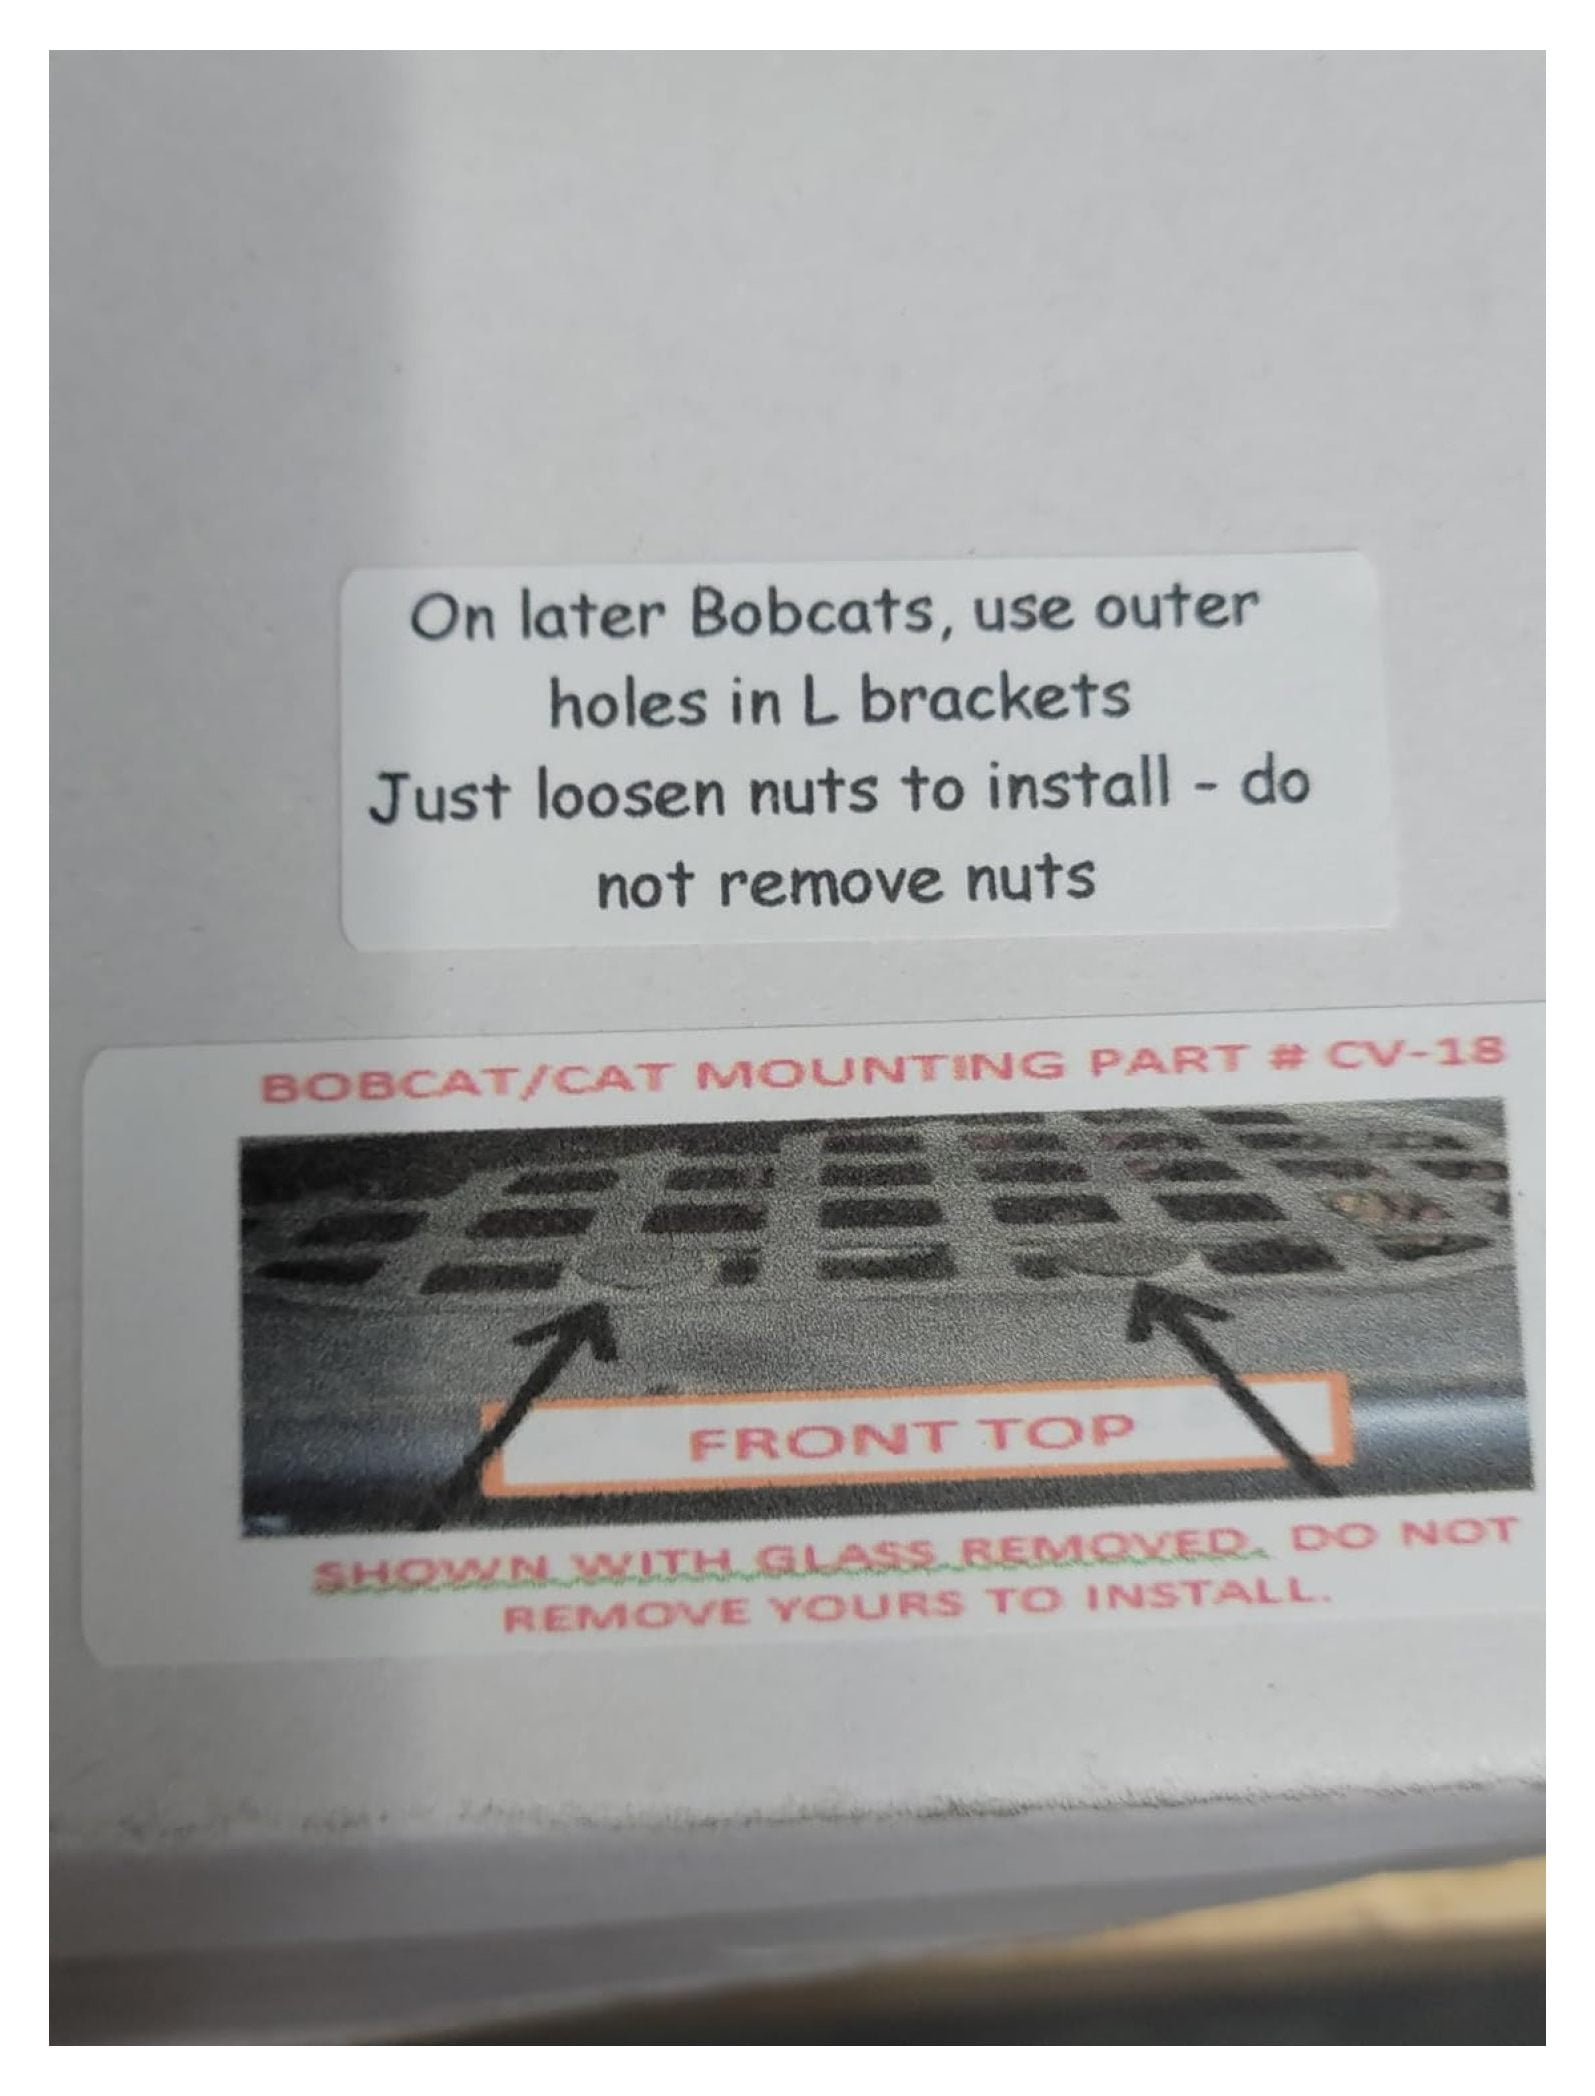 On later Bobcats, use outer
holes in L brackets
Just loosen nuts to install - do
not remove nuts
BOBCAT/CAT MOUNTING PART # CV-18
FRONT TOP
SHOWN WITH GLASS REMOVED. DO NOT
REMOVE YOURS TO INSTALL.